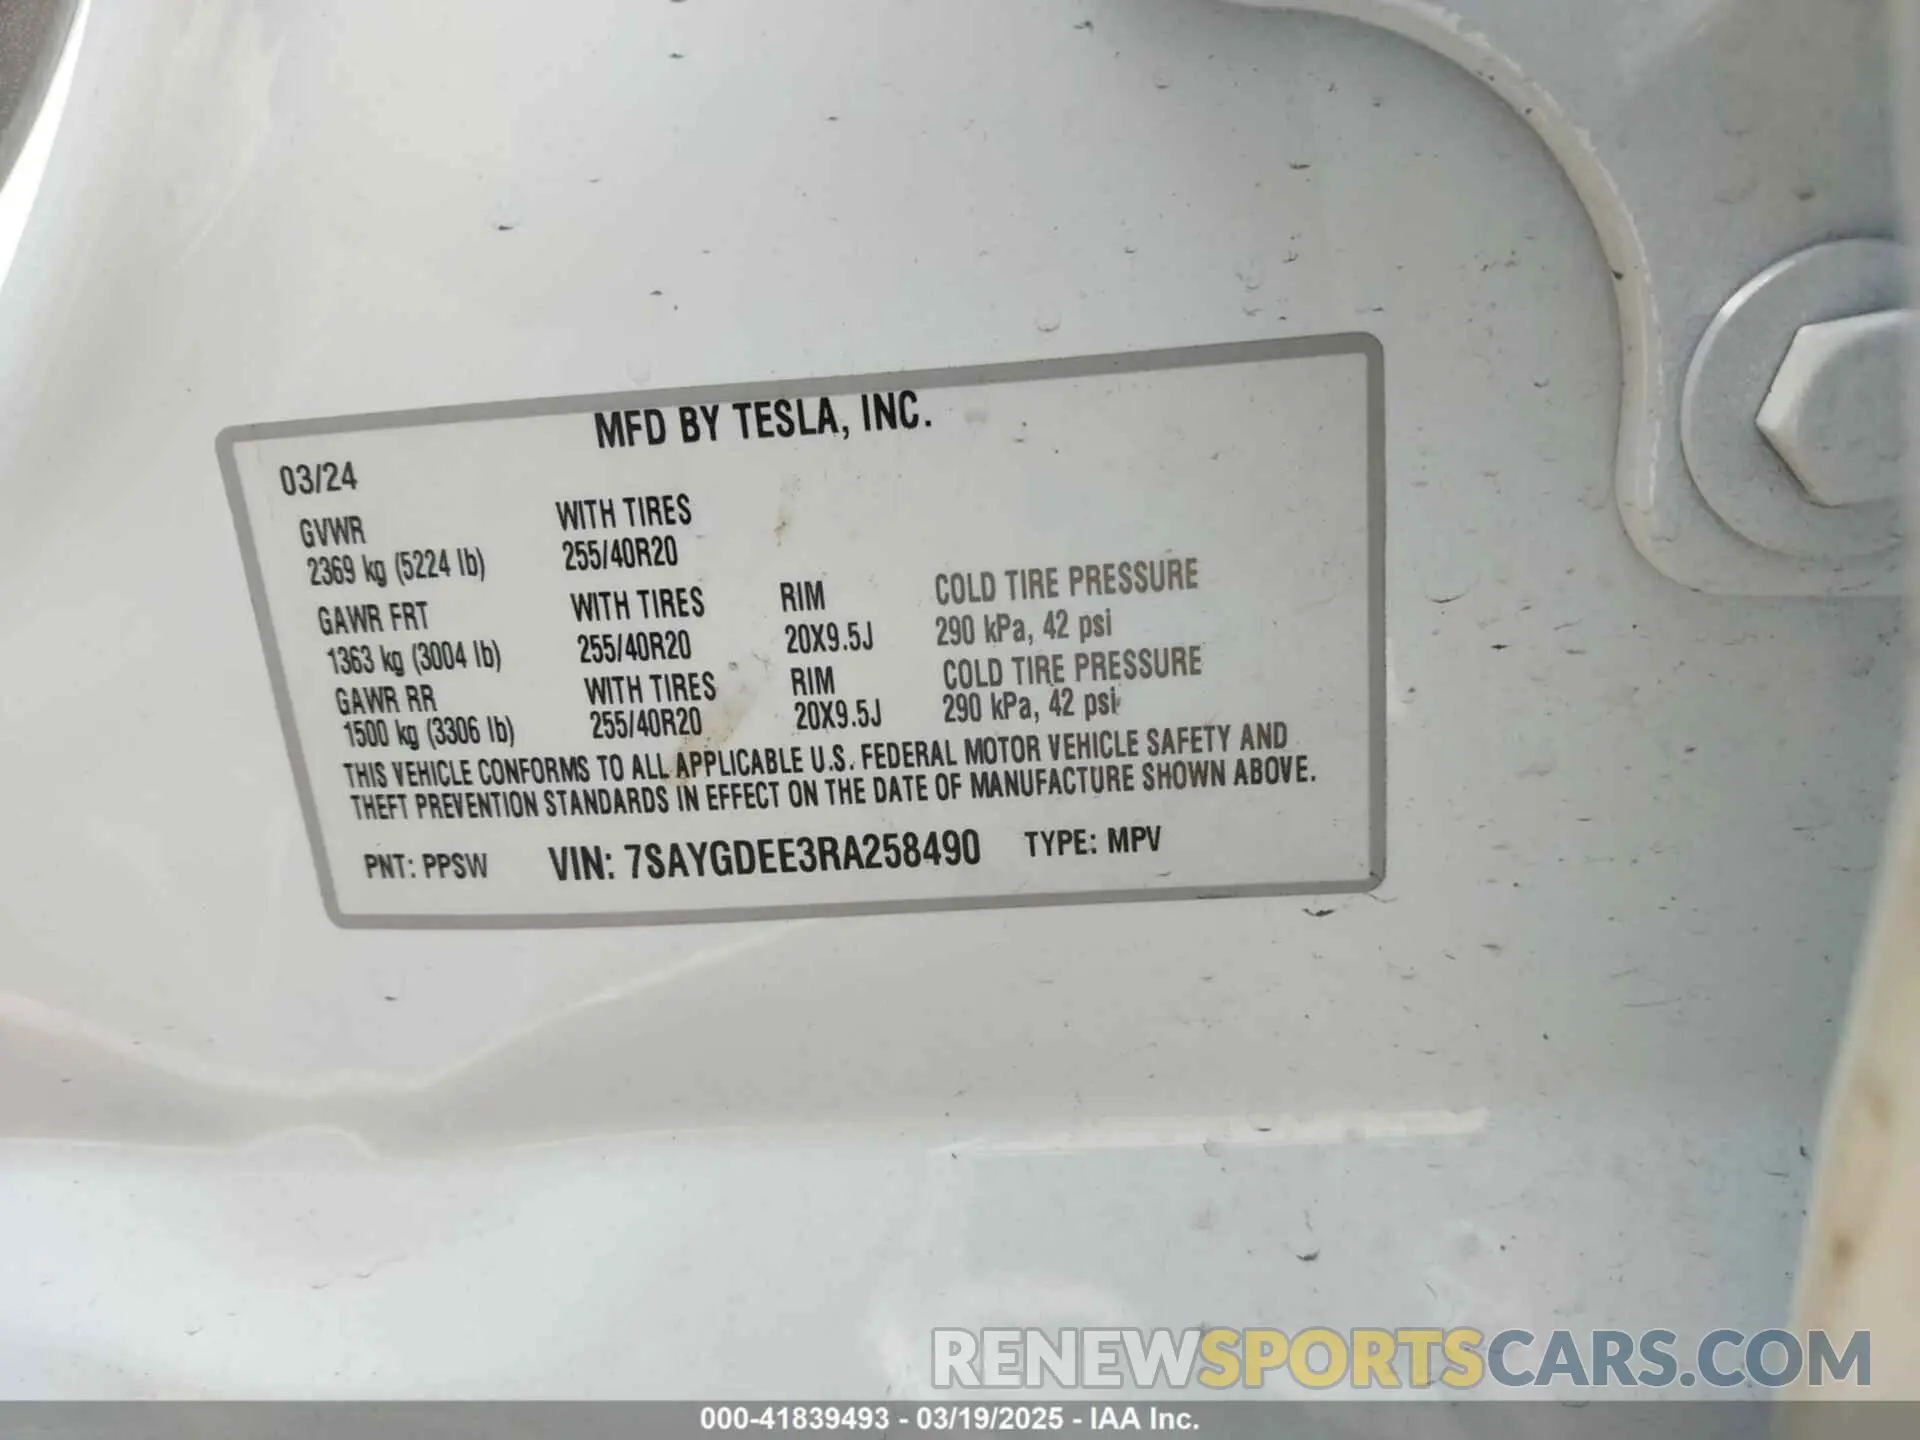 MFD BY TESLA, INC.
03/24
GVWR WITH TIRES
2369 kg (5224 lb) 255/40R20
GAWR FRT WITH TIRES RIM COLD TIRE PRESSURE
1363 kg (3004 lb) 255/40R20 20X9.5J 290 kPa, 42 psi
GAWR RR WITH TIRES RIM COLD TIRE PRESSURE
1500 kg (3306 lb) 255/40R20 20X9.5J 290 kPa, 42 psi
THIS VEHICLE CONFORMS TO ALL APPLICABLE U.S. FEDERAL MOTOR VEHICLE SAFETY AND
THEFT PREVENTION STANDARDS IN EFFECT ON THE DATE OF MANUFACTURE SHOWN ABOVE.
PNT: PPSW VIN: 7SAYGDEE3RA258490 TYPE: MPV
RENEWSPORTSCARS.COM
000-41839493 - 03/19/2025 - IAA Inc.